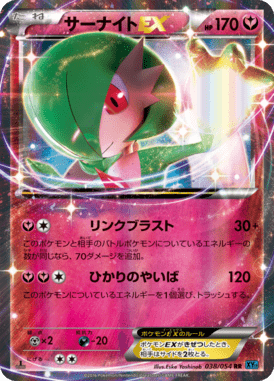 たね
サーナイトEX
HP170
リンクブラスト 30+
このポケモンと相手のバトルポケモンについているエネルギーの
数が同じなら、70ダメージを追加。
ひかりのやいば 120
このポケモンについているエネルギーを1個選び、トラッシュする。
×2
-20
ポケモンEXのルール
ポケモンEXがきぜつしたとき、
相手はサイドを2枚とる。
Illus.Eske Yoshinob
038/054 RR
XY